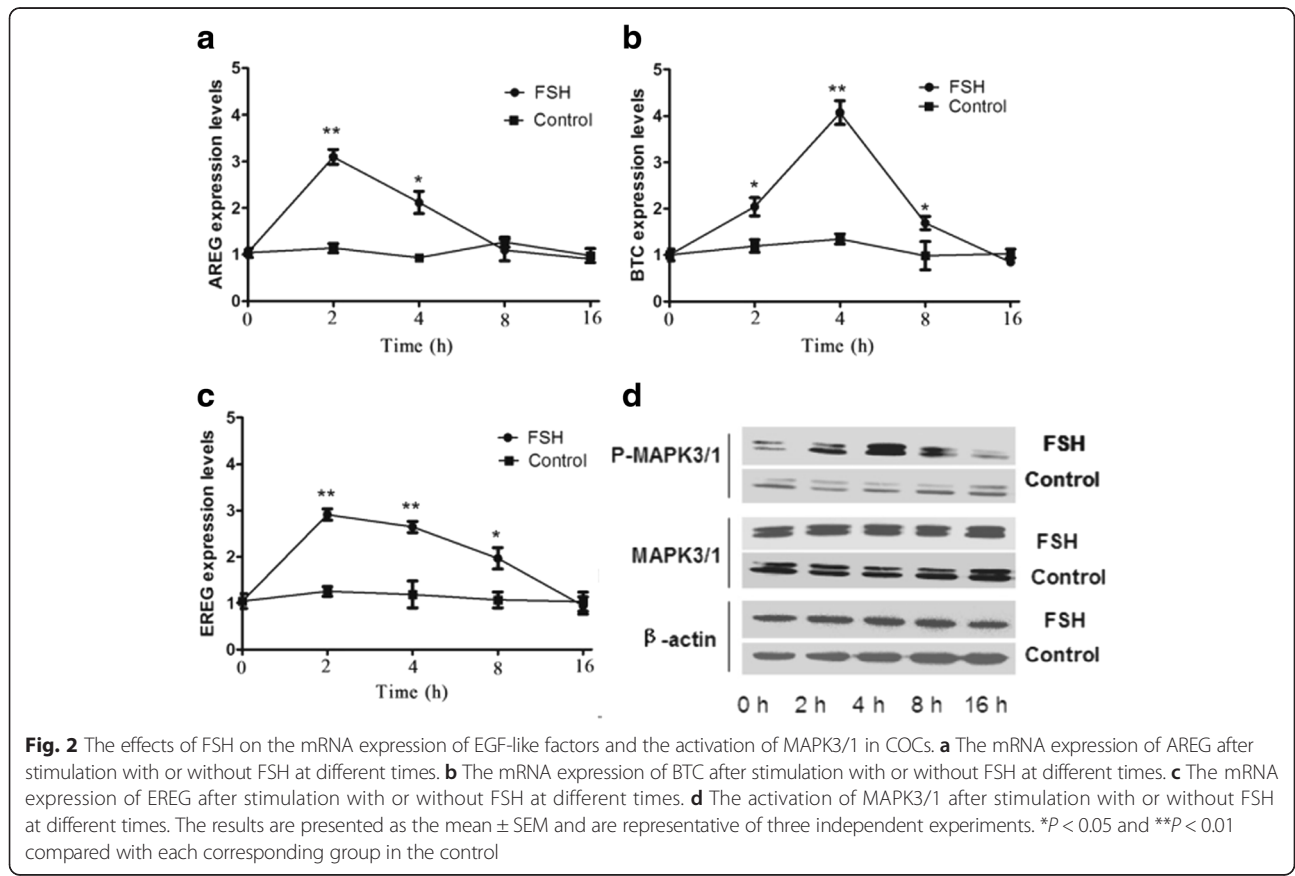 a
5
4
3
2
1
0
AREG expression levels
**
*
FSH
Control
0 2 4 8 16
Time (h)
b
5
4
3
2
1
0
BTC expression levels
*
**
*
FSH
Control
0 2 4 8 16
Time (h)
c
5
4
3
2
1
0
EREG expression levels
**
**
*
FSH
Control
0 2 4 8 16
Time (h)
d
P-MAPK3/1
FSH
Control
MAPK3/1
FSH
Control
β-actin
FSH
Control
0 h 2 h 4 h 8 h 16 h
Fig. 2 The effects of FSH on the mRNA expression of EGF-like factors and the activation of MAPK3/1 in COCs. a The mRNA expression of AREG after
stimulation with or without FSH at different times. b The mRNA expression of BTC after stimulation with or without FSH at different times. c The mRNA
expression of EREG after stimulation with or without FSH at different times. d The activation of MAPK3/1 after stimulation with or without FSH
at different times. The results are presented as the mean ± SEM and are representative of three independent experiments. *P < 0.05 and **P < 0.01
compared with each corresponding group in the control